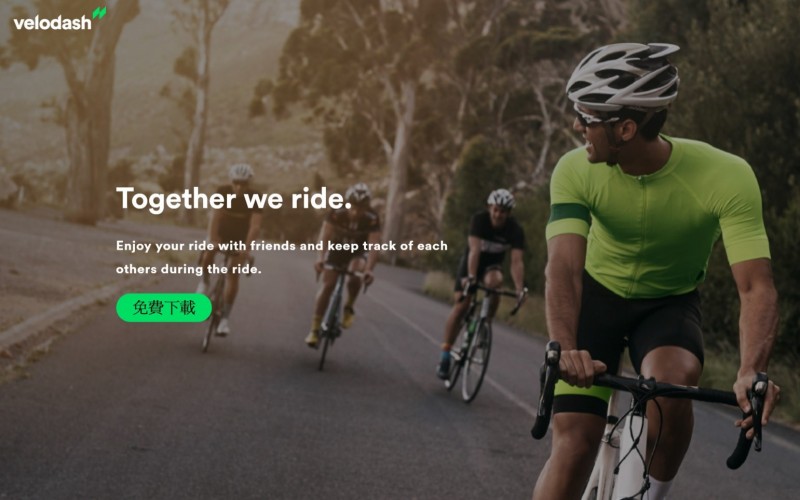 velodash
Together we ride.
Enjoy your ride with friends and keep track of each
others during the ride.
免費下載